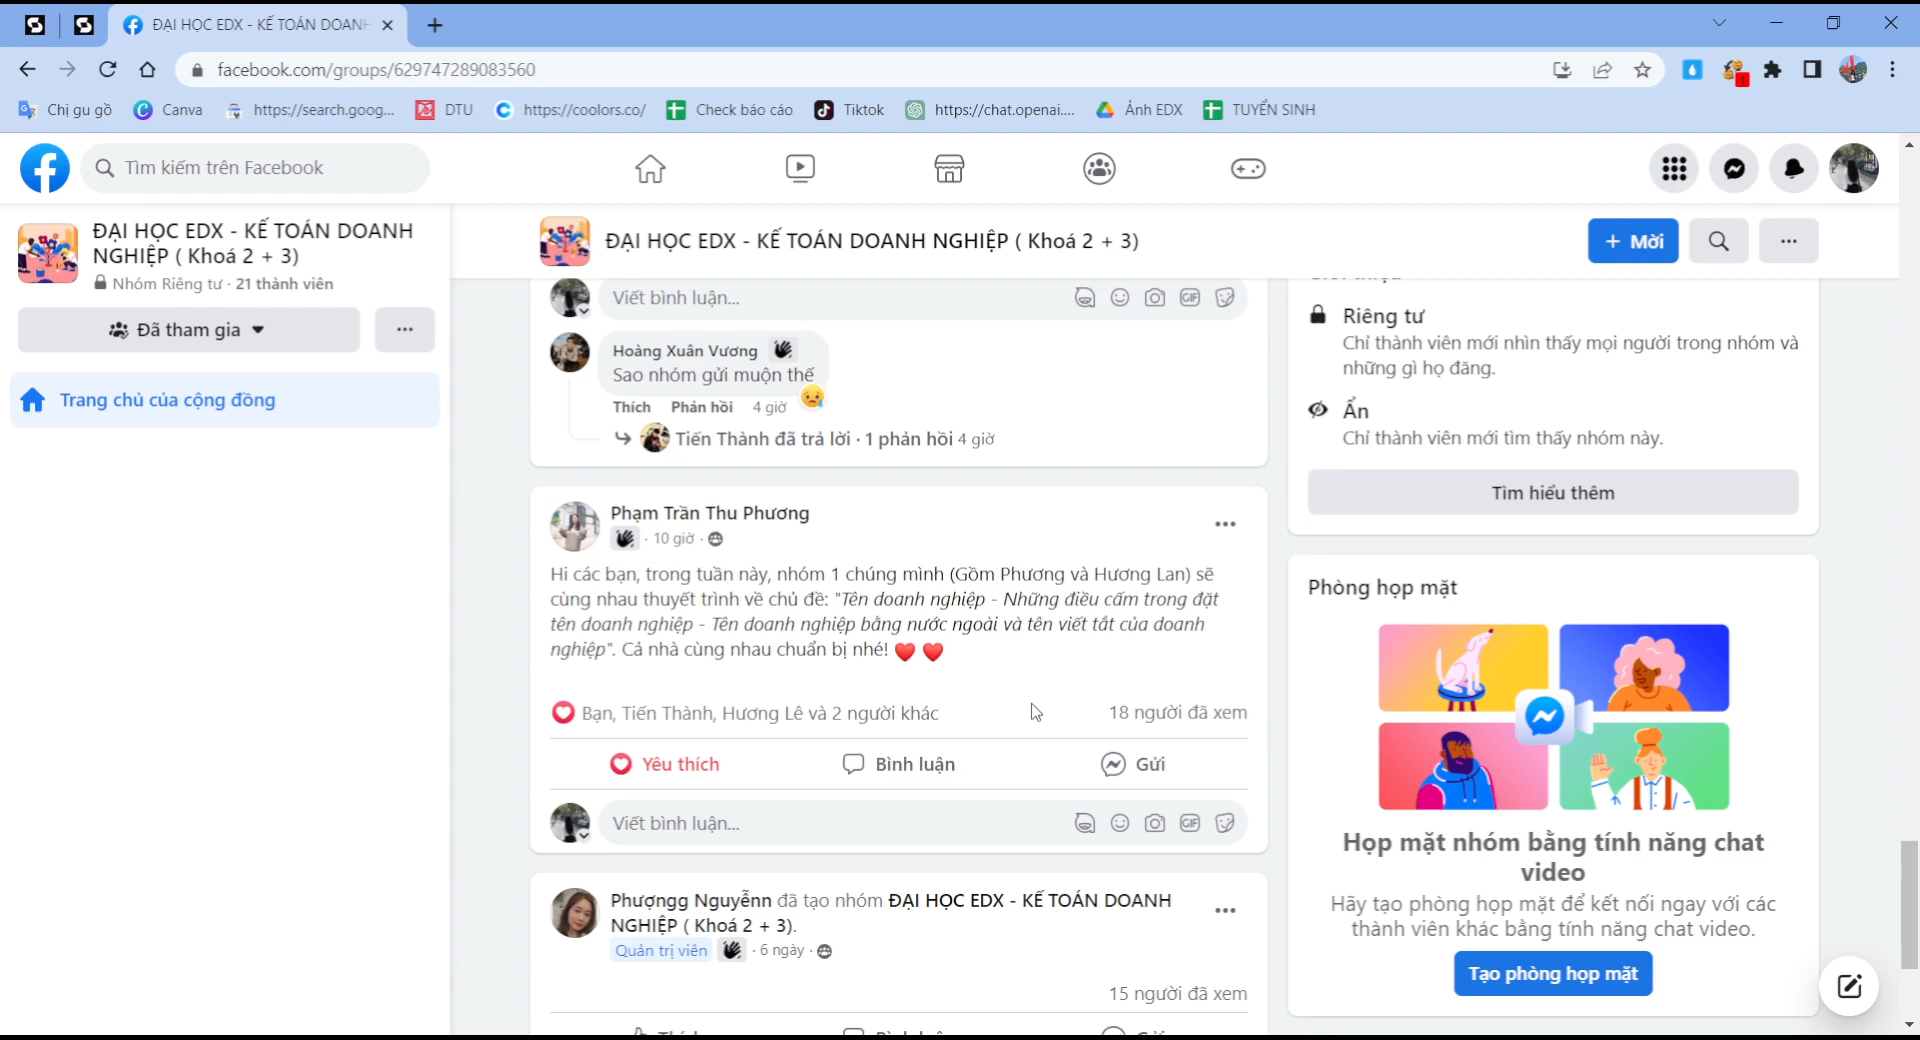 ĐẠI HỌC EDX - KẾ TOÁN DOANH
facebook.com/groups/629747289083560
1
Chị gu gồ
Canva
https://search.goog...
DTU
https://coolors.co/
Check báo cáo
Tiktok
https://chat.openai....
Ảnh EDX
TUYỂN SINH
Tìm kiếm trên Facebook
ĐẠI HỌC EDX - KẾ TOÁN DOANH
NGHIỆP ( Khoá 2 + 3)
Nhóm Riêng tư · 21 thành viên
Đã tham gia
Trang chủ của cộng đồng
ĐẠI HỌC EDX - KẾ TOÁN DOANH NGHIỆP ( Khoá 2 + 3)
+ Mời
Viết bình luận...
GIF
Hoàng Xuân Vương
Sao nhóm gửi muộn thế
Thích Phản hồi 4 giờ
Tiến Thành đã trả lời · 1 phản hồi 4 giờ
Phạm Trần Thu Phương
· 10 giờ ·
Hi các bạn, trong tuần này, nhóm 1 chúng mình (Gồm Phương và Hương Lan) sẽ
cùng nhau thuyết trình về chủ đề: "Tên doanh nghiệp - Những điều cấm trong đặt
tên doanh nghiệp - Tên doanh nghiệp bằng nước ngoài và tên viết tắt của doanh
nghiệp". Cả nhà cùng nhau chuẩn bị nhé!
Bạn, Tiến Thành, Hương Lê và 2 người khác
18 người đã xem
Yêu thích
Bình luận
Gửi
Viết bình luận...
GIF
Phượngg Nguyễnn đã tạo nhóm ĐẠI HỌC EDX - KẾ TOÁN DOANH
NGHIỆP ( Khoá 2 + 3).
Quản trị viên · 6 ngày ·
15 người đã xem
Riêng tư
Chỉ thành viên mới nhìn thấy mọi người trong nhóm và
những gì họ đăng.
Ẩn
Chỉ thành viên mới tìm thấy nhóm này.
Tìm hiểu thêm
Phòng họp mặt
Họp mặt nhóm bằng tính năng chat
video
Hãy tạo phòng họp mặt để kết nối ngay với các
thành viên khác bằng tính năng chat video.
Tạo phòng họp mặt